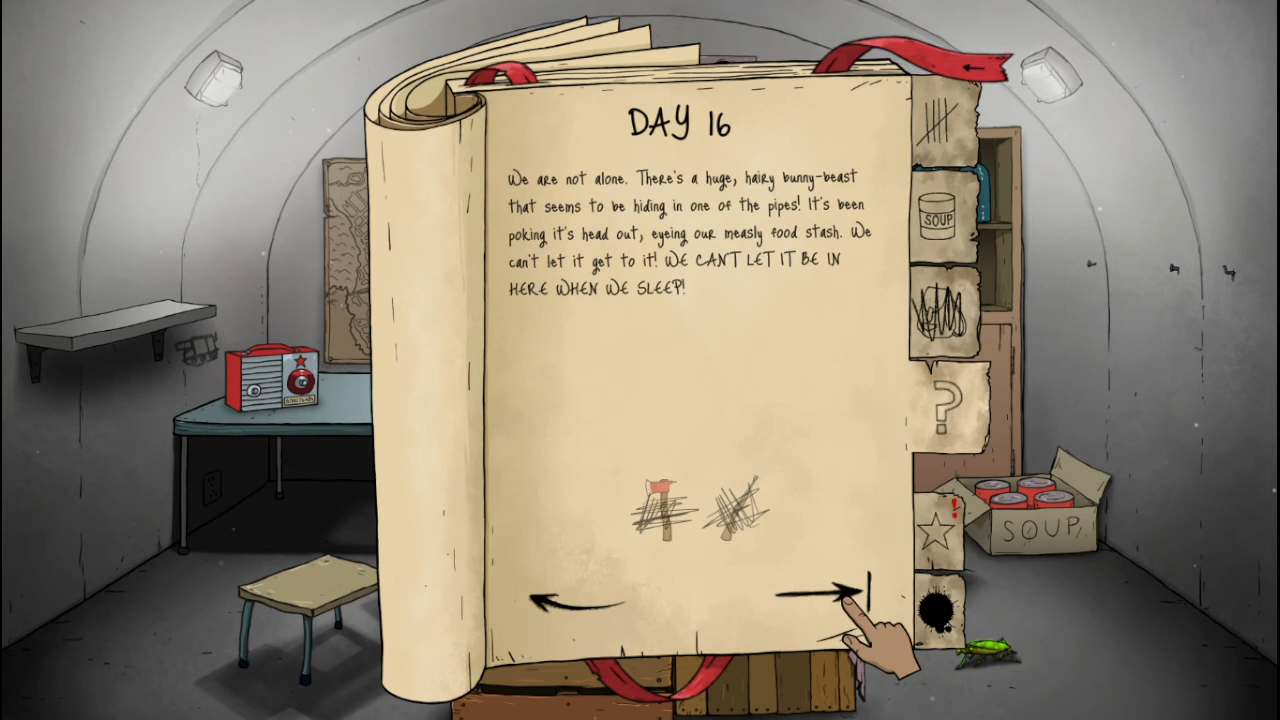 DAY 16
We are not alone. There's a huge, hairy bunny-beast
that seems to be hiding in one of the pipes! It's been
poking it's head out, eyeing our measly food stash. We
can't let it get to it! WE CAN'T LET IT BE IN
HERE WHEN WE SLEEP!
SOUP
?
!
SOUP